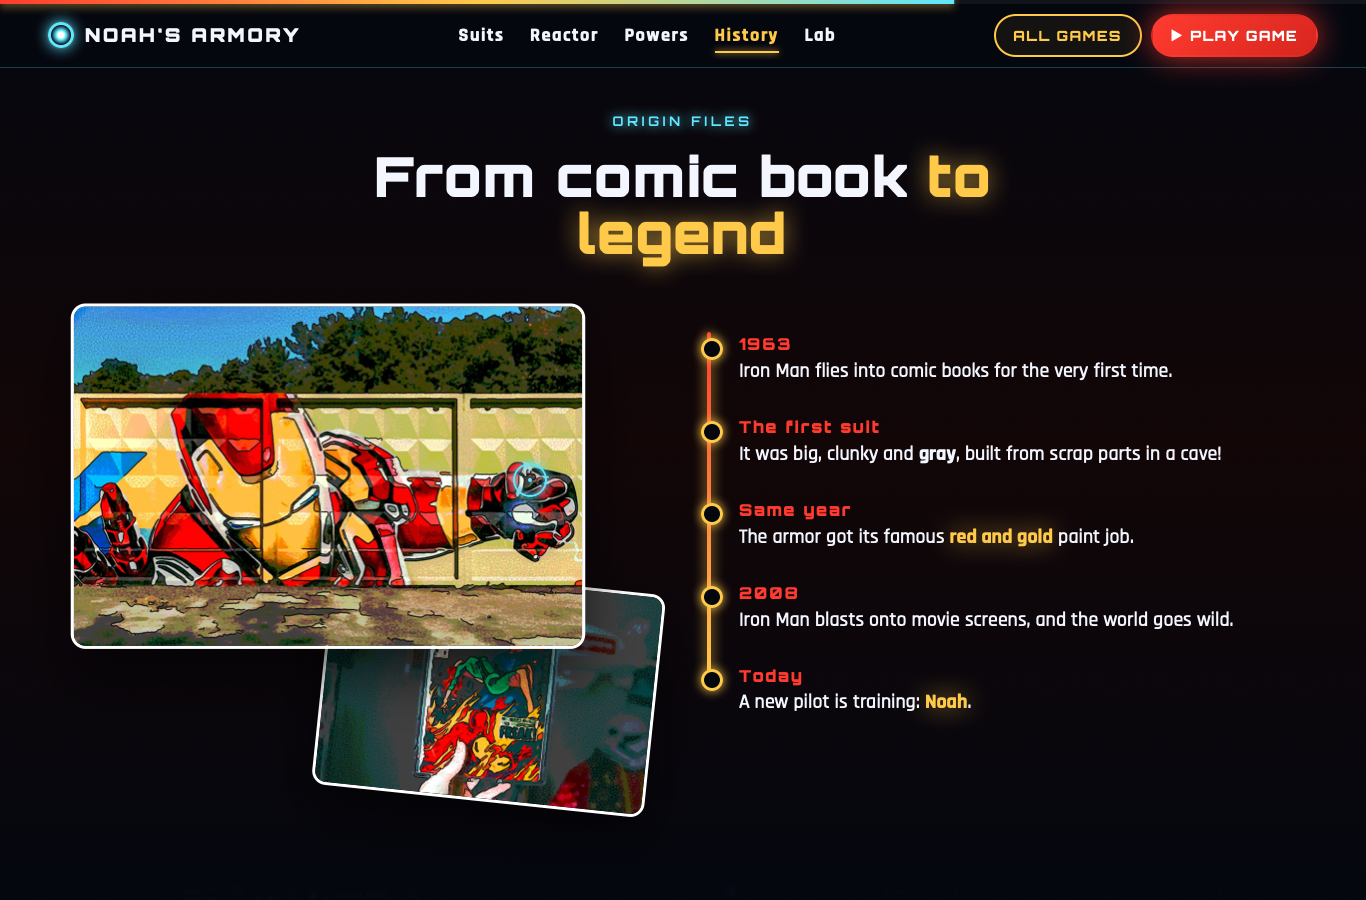 NOAH'S ARMORY
Suits
Reactor
Powers
History
Lab
ALL GAMES
▶ PLAY GAME
ORIGIN FILES
From comic book to
legend
1963
Iron Man flies into comic books for the very first time.
The first suit
It was big, clunky and gray, built from scrap parts in a cave!
Same year
The armor got its famous red and gold paint job.
2008
Iron Man blasts onto movie screens, and the world goes wild.
Today
A new pilot is training: Noah.